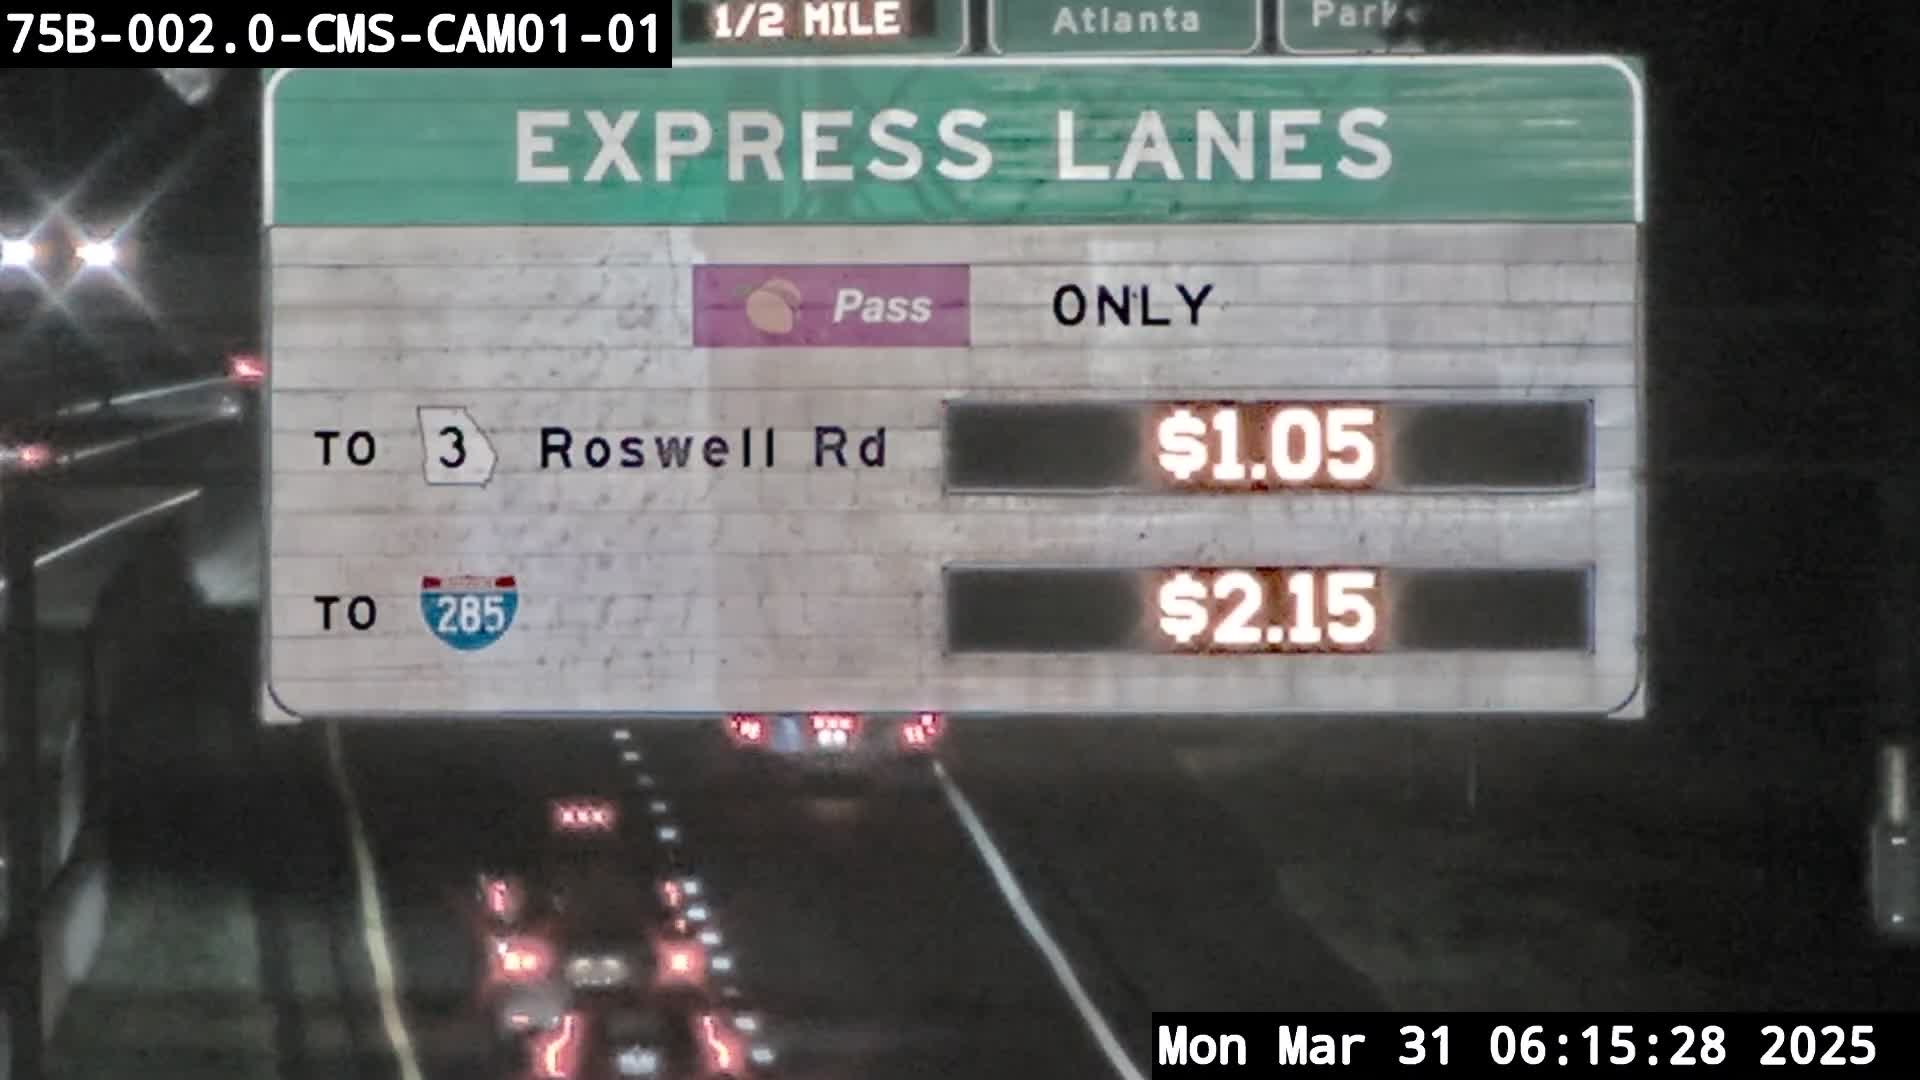 75B-002.0-CMS-CAM01-01
1/2 MILE
Atlanta
EXPRESS LANES
Pass ONLY
TO 3 Roswell Rd $1.05
TO 285 $2.15
Mon Mar 31 06:15:28 2025